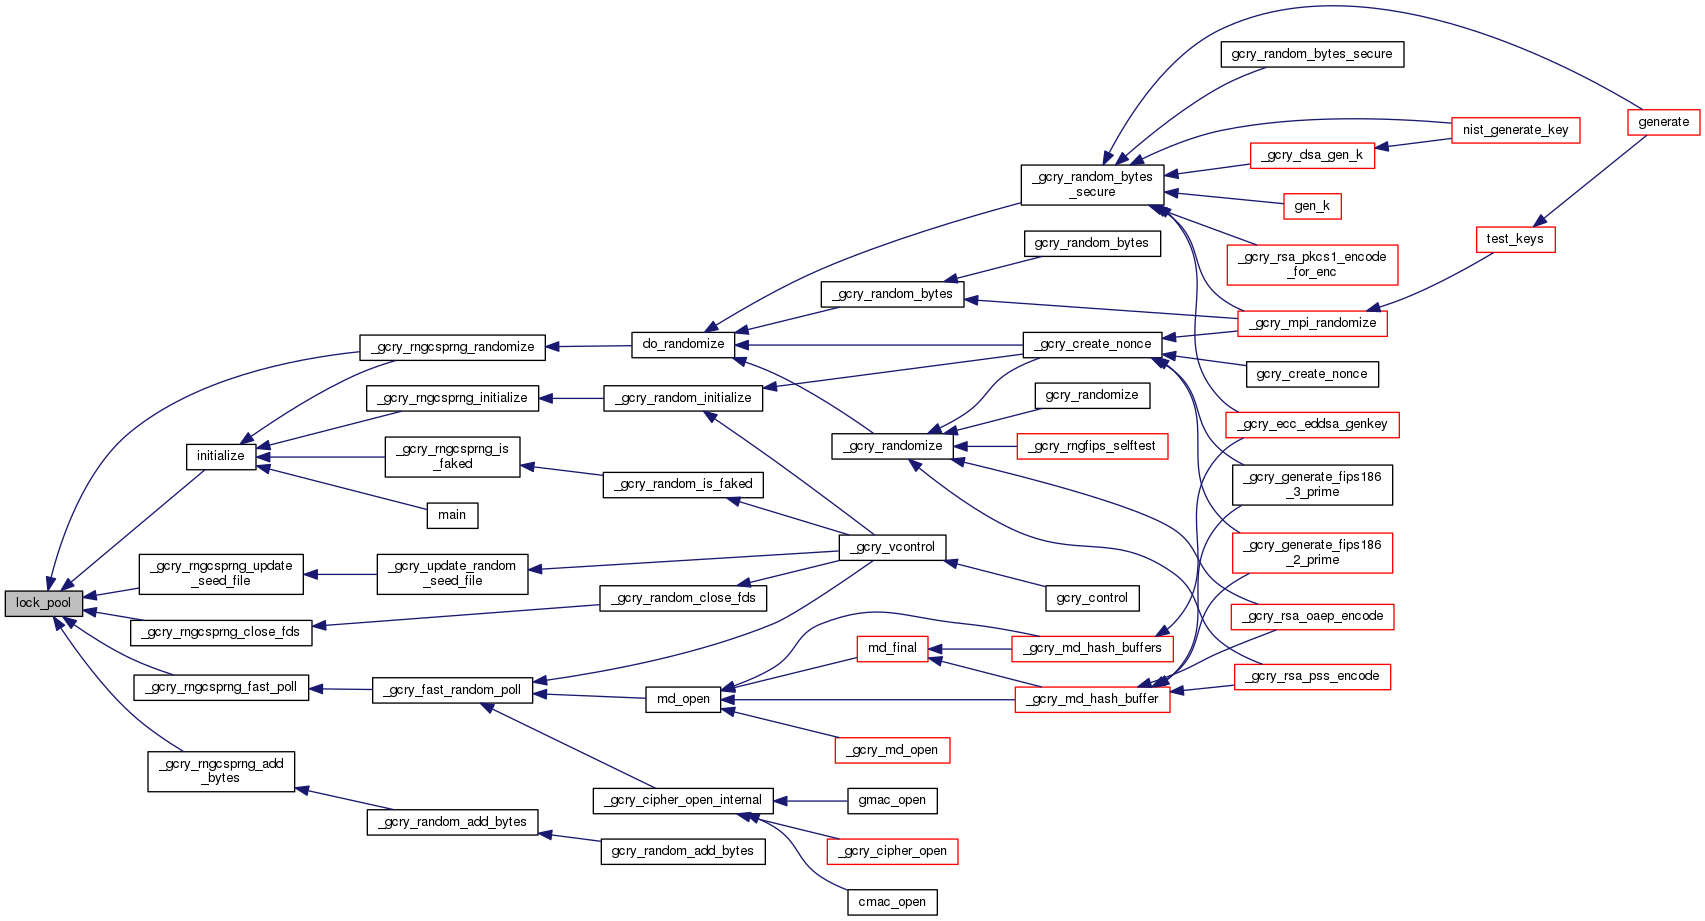 lock_pool
_gcry_rngcsprng_randomize
initialize
_gcry_rngcsprng_update
_seed_file
_gcry_rngcsprng_close_fds
_gcry_rngcsprng_fast_poll
_gcry_rngcsprng_add
_bytes
_gcry_rngcsprng_initialize
_gcry_rngcsprng_is
_faked
main
_gcry_update_random
_seed_file
_gcry_fast_random_poll
_gcry_random_add_bytes
do_randomize
_gcry_random_initialize
_gcry_random_is_faked
_gcry_random_close_fds
md_open
_gcry_cipher_open_internal
gcry_random_add_bytes
_gcry_random_bytes
_gcry_randomize
_gcry_vcontrol
md_final
_gcry_md_open
gmac_open
_gcry_cipher_open
cmac_open
_gcry_random_bytes
_secure
gcry_random_bytes
_gcry_create_nonce
gcry_randomize
_gcry_rngfips_selftest
gcry_control
_gcry_md_hash_buffers
_gcry_md_hash_buffer
gcry_random_bytes_secure
_gcry_dsa_gen_k
gen_k
_gcry_rsa_pkcs1_encode
_for_enc
_gcry_mpi_randomize
gcry_create_nonce
_gcry_ecc_eddsa_genkey
_gcry_generate_fips186
_3_prime
_gcry_generate_fips186
_2_prime
_gcry_rsa_oaep_encode
_gcry_rsa_pss_encode
nist_generate_key
test_keys
generate